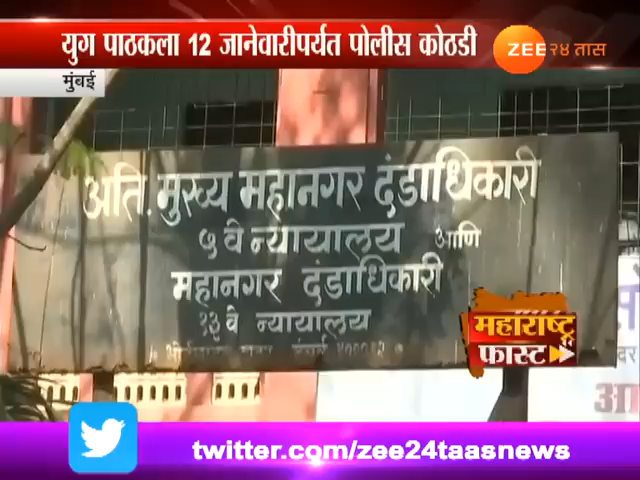 युग पाठकला 12 जानेवारीपर्यंत पोलीस कोठडी
ZEE २४ तास
मुंबई
अति. मुख्य महानगर दंडाधिकारी
५ वे न्यायालय आणि
महानगर दंडाधिकारी
१३ वे न्यायालय
महाराष्ट्र
फास्ट
twitter.com/zee24taasnews